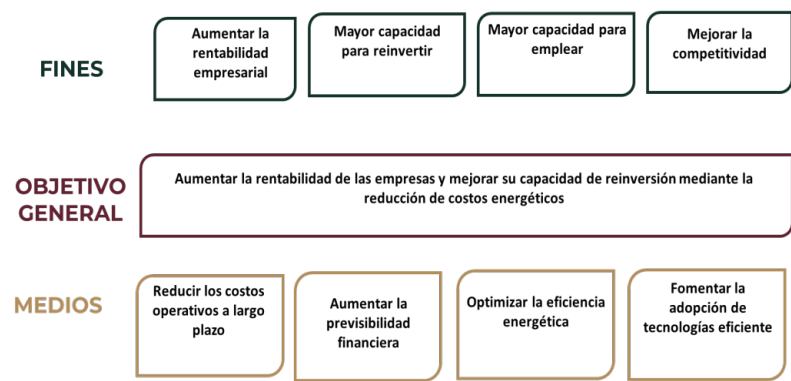 FINES
Aumentar la
rentabilidad
empresarial
Mayor capacidad
para reinvertir
Mayor capacidad para
emplear
Mejorar la
competitividad
OBJETIVO
GENERAL
Aumentar la rentabilidad de las empresas y mejorar su capacidad de reinversión mediante la
reducción de costos energéticos
MEDIOS
Reducir los costos
operativos a largo
plazo
Aumentar la
previsibilidad
financiera
Optimizar la eficiencia
energética
Fomentar la
adopción de
tecnologías eficiente